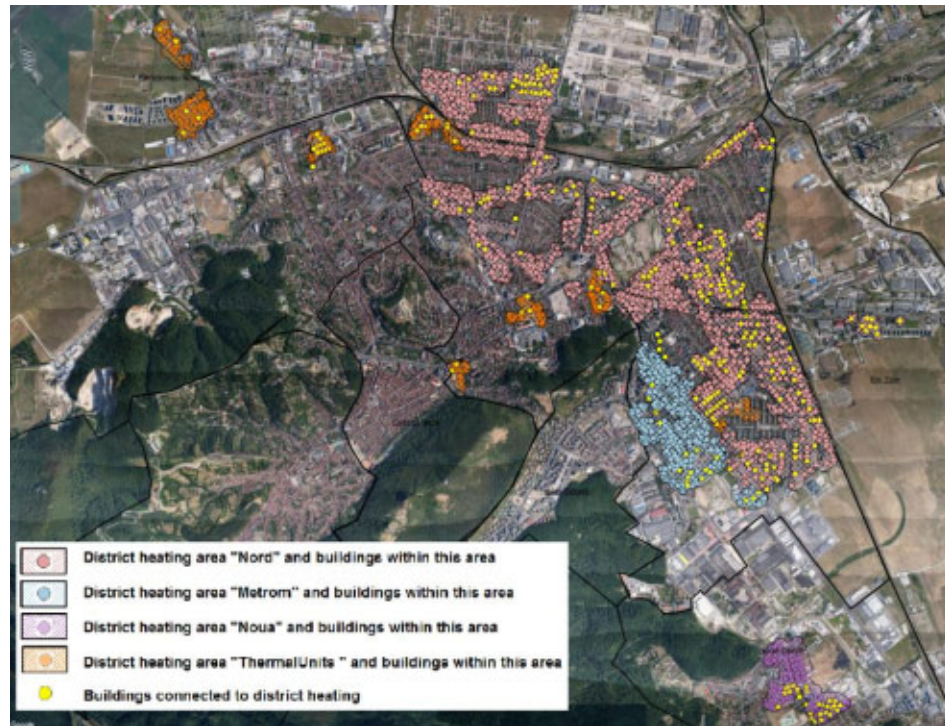 District heating area "Nord" and buildings within this area
District heating area "Metrom" and buildings within this area
District heating area "Noua" and buildings within this area
District heating area "ThermalUnits " and buildings within this area
Buildings connected to district heating